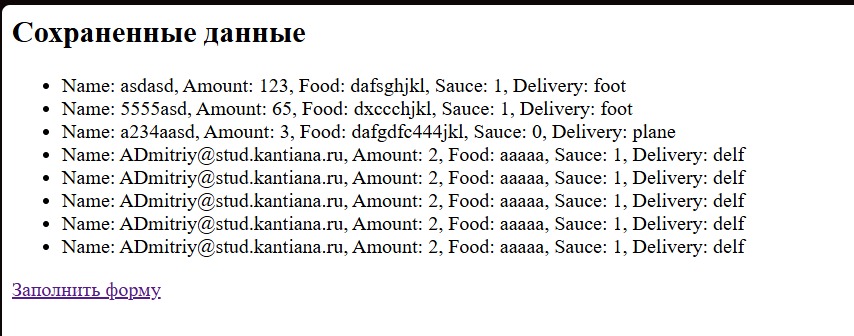 Сохраненные данные
Name: asdasd, Amount: 123, Food: dafsghjkl, Sauce: 1, Delivery: foot
Name: 5555asd, Amount: 65, Food: dxccchjkl, Sauce: 1, Delivery: foot
Name: a234aasd, Amount: 3, Food: dafgdfc444jkl, Sauce: 0, Delivery: plane
Name: ADmitriy@stud.kantiana.ru, Amount: 2, Food: aaaaa, Sauce: 1, Delivery: delf
Name: ADmitriy@stud.kantiana.ru, Amount: 2, Food: aaaaa, Sauce: 1, Delivery: delf
Name: ADmitriy@stud.kantiana.ru, Amount: 2, Food: aaaaa, Sauce: 1, Delivery: delf
Name: ADmitriy@stud.kantiana.ru, Amount: 2, Food: aaaaa, Sauce: 1, Delivery: delf
Name: ADmitriy@stud.kantiana.ru, Amount: 2, Food: aaaaa, Sauce: 1, Delivery: delf
Заполнить форму